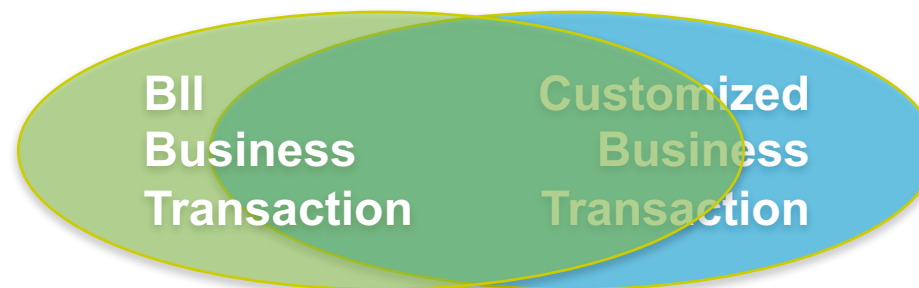 BII
Business
Transaction
Customized
Business
Transaction